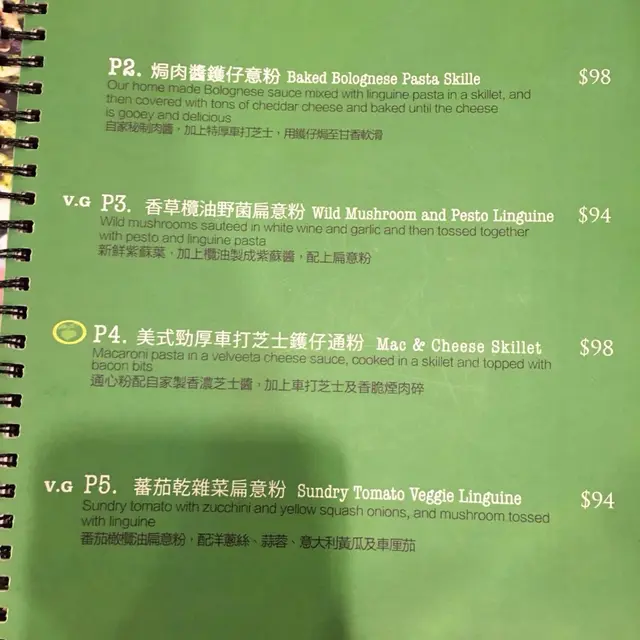 P2. 焗肉醬鑊仔意粉 Baked Bolognese Pasta Skille $98
Our home made Bolognese sauce mixed with linguine pasta in a skillet, and
then covered with tons of cheddar cheese and baked until the cheese
is gooey and delicious
自家秘制肉醬，加上特厚車打芝士，用鐵仔焗至甘香軟滑
V.G P3. 香草欖油野菌扁意粉 Wild Mushroom and Pesto Linguine $94
Wild mushrooms sauteed in white wine and garlic and then tossed together
with pesto and linguine pasta
新鮮紫蘇葉，加上欖油製成紫蘇醬，配上扁意粉
P4. 美式勁厚車打芝士鑊仔通粉 Mac & Cheese Skillet $98
Macaroni pasta in a velveeta cheese sauce, cooked in a skillet and topped with
bacon bits
通心粉配自家製香濃芝士醬，加上車打芝士及香脆煙肉碎
V.G P5. 蕃茄乾雜菜扁意粉 Sundry Tomato Veggie Linguine $94
Sundry tomato with zucchini and yellow squash onions, and mushroom tossed
with linguine
番茄橄欖油扁意粉，配洋蔥絲、蒜蓉、意大利黃瓜及車厘茄